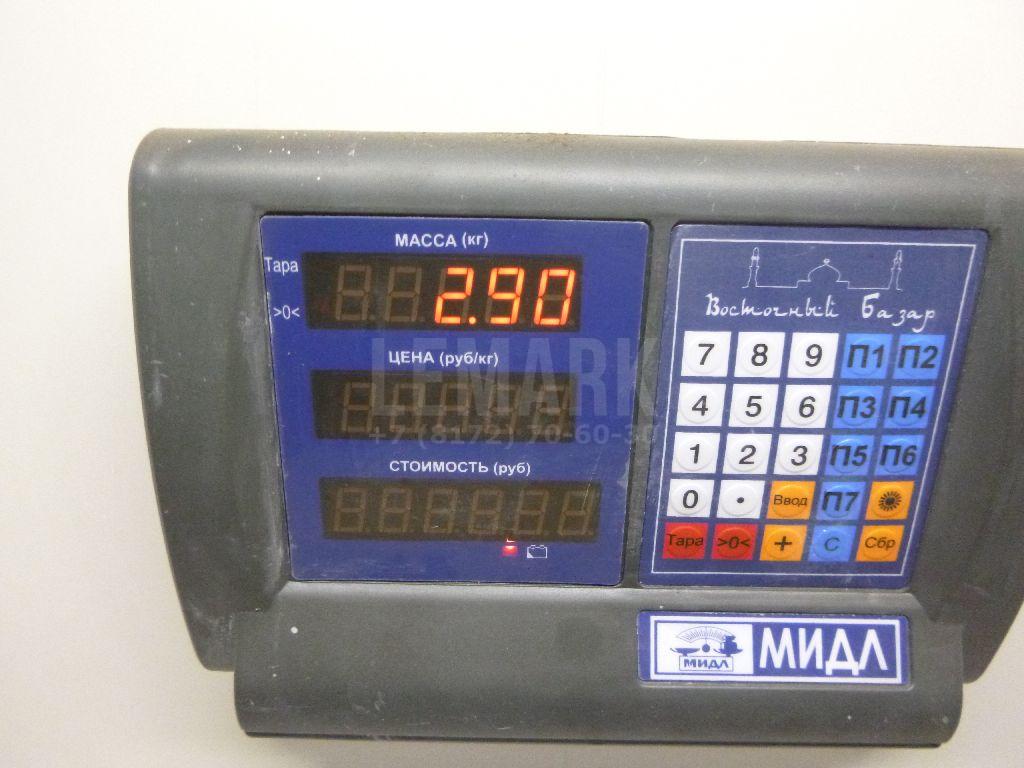 МАССА (кг)
Тара
2.90
>0<
ЦЕНА (руб/кг)
СТОИМОСТЬ (руб)
Восточный Базар
7 8 9 П1 П2
4 5 6 П3 П4
1 2 3 П5 П6
0 . Ввод П7
Тара >0< + С Сбр
МИДЛ
МИДЛ
LEMARK
+7 (8172) 70-60-30